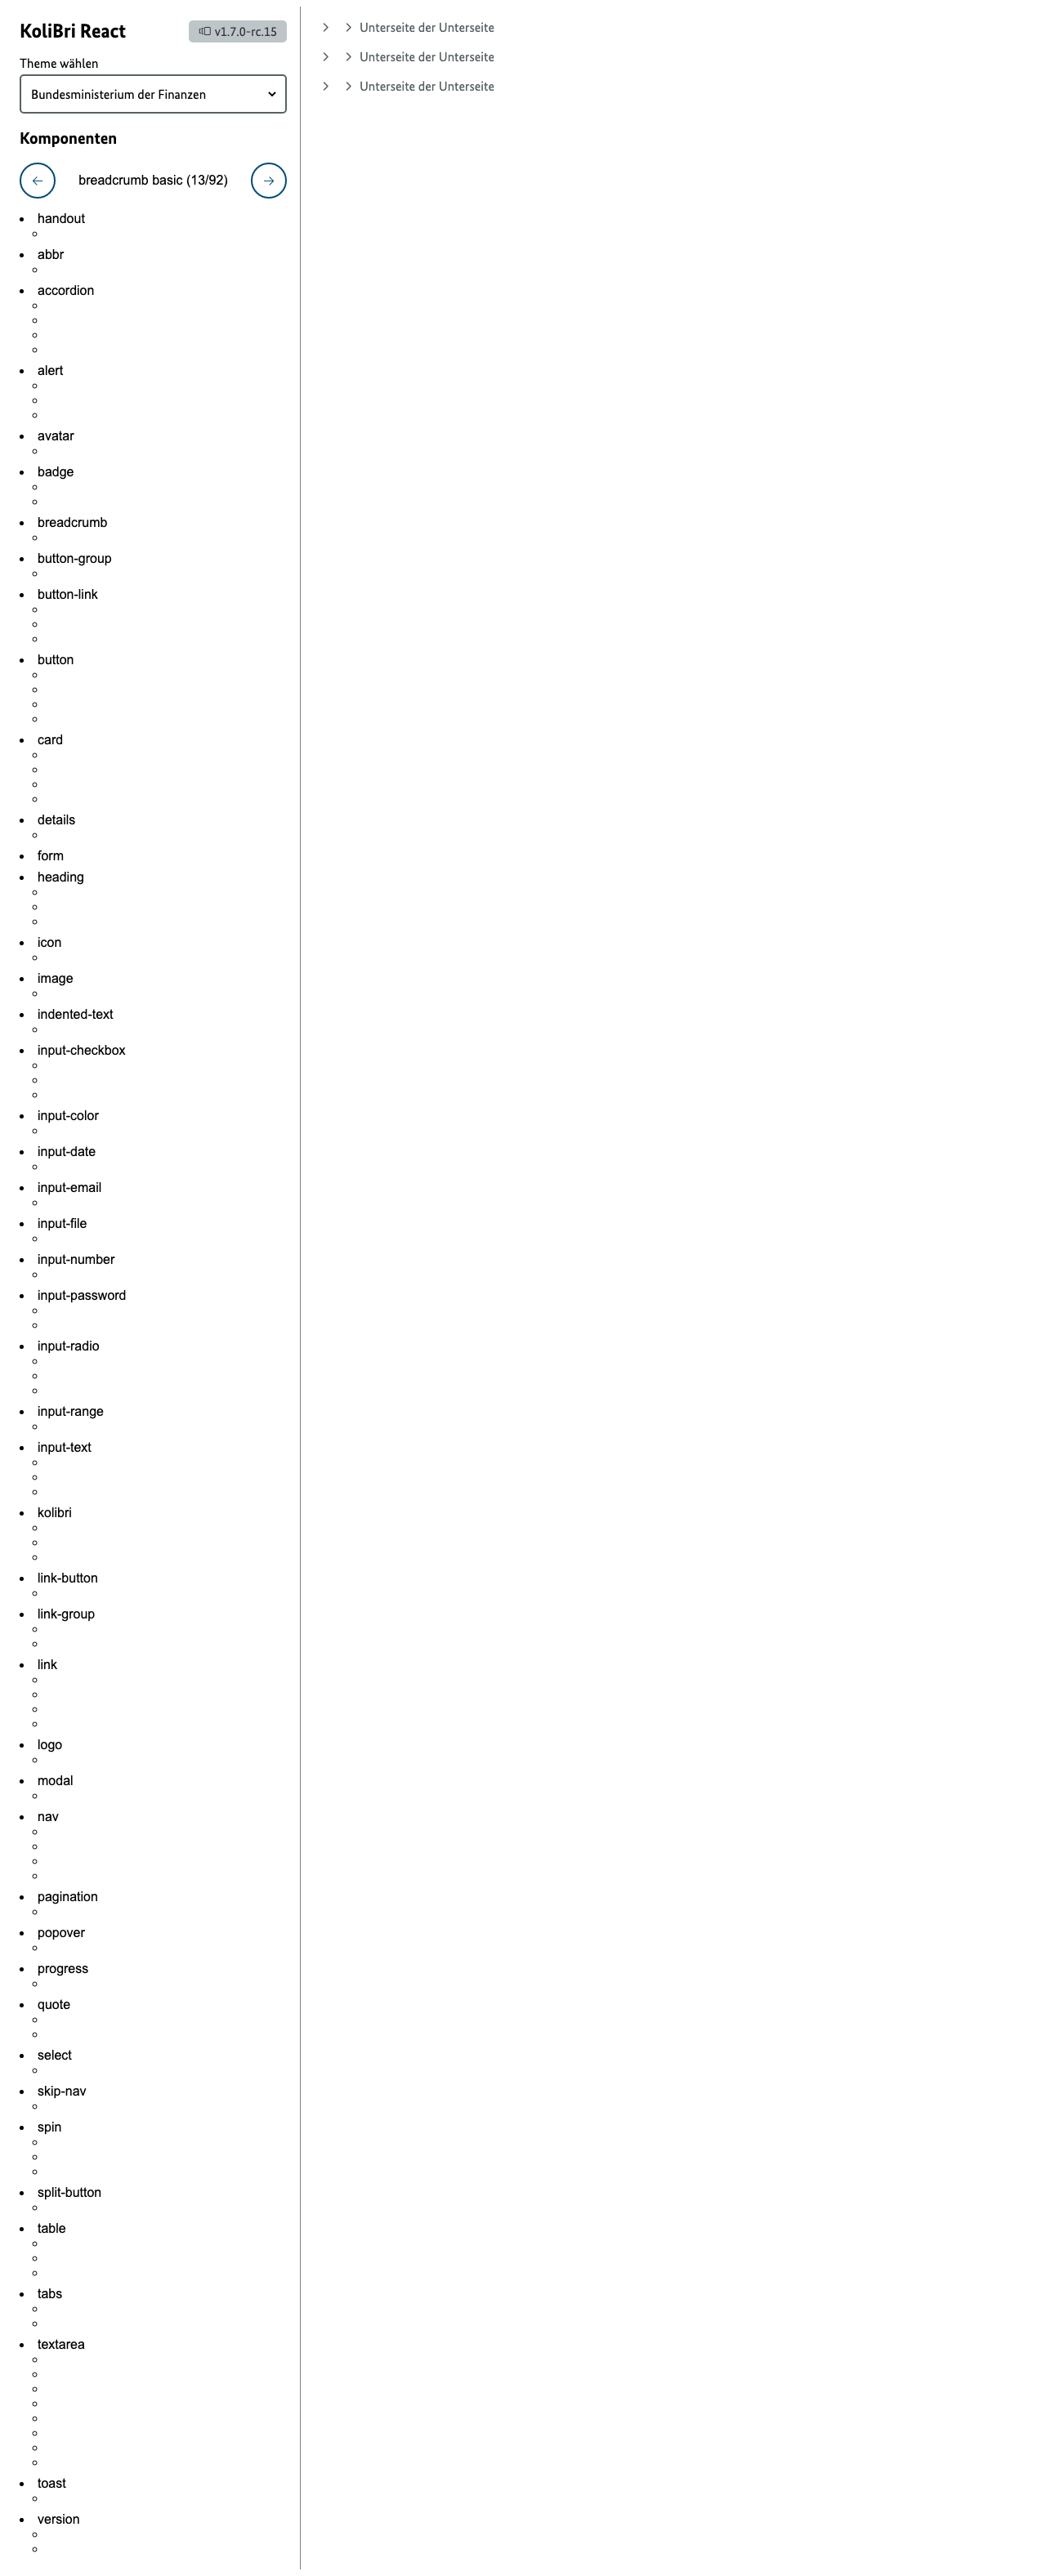 KoliBri React
v1.7.0-rc.15
Theme wählen
Bundesministerium der Finanzen
Komponenten
breadcrumb basic (13/92)
handout
abbr
accordion
alert
avatar
badge
breadcrumb
button-group
button-link
button
card
details
form
heading
icon
image
indented-text
input-checkbox
input-color
input-date
input-email
input-file
input-number
input-password
input-radio
input-range
input-text
kolibri
link-button
link-group
link
logo
modal
nav
pagination
popover
progress
quote
select
skip-nav
spin
split-button
table
tabs
textarea
toast
version
Unterseite der Unterseite
Unterseite der Unterseite
Unterseite der Unterseite